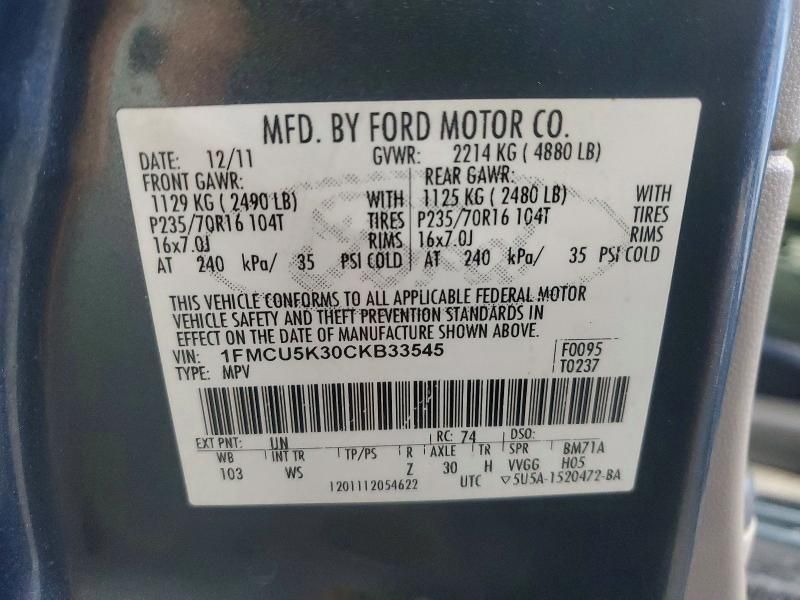 MFD. BY FORD MOTOR CO.
DATE: 12/11 GVWR: 2214 KG ( 4880 LB)
FRONT GAWR: REAR GAWR:
1129 KG ( 2490 LB) WITH 1125 KG ( 2480 LB) WITH
P235/70R16 104T TIRES P235/70R16 104T TIRES
16x7.0J RIMS 16x7.0J RIMS
AT 240 kPa/ 35 PSI COLD AT 240 kPa/ 35 PSI COLD
THIS VEHICLE CONFORMS TO ALL APPLICABLE FEDERAL MOTOR
VEHICLE SAFETY AND THEFT PREVENTION STANDARDS IN
EFFECT ON THE DATE OF MANUFACTURE SHOWN ABOVE.
VIN: 1FMCU5K30CKB33545 F0095
TYPE: MPV T0237
EXT PNT: UN RC: 74 DSO:
WB INT TR TP/PS R AXLE TR SPR BM71A
103 WS Z 30 H VVGG H05
1201112054622 UTC ▽5U5A-1520472-BA